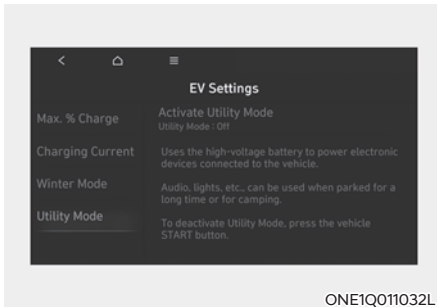 EV Settings
Max. % Charge
Charging Current
Winter Mode
Utility Mode
Activate Utility Mode
Utility Mode : Off
Uses the high-voltage battery to power electronic
devices connected to the vehicle.
Audio, lights, etc., can be used when parked for a
long time or for camping.
To deactivate Utility Mode, press the vehicle
START button.
ONE1Q011032L